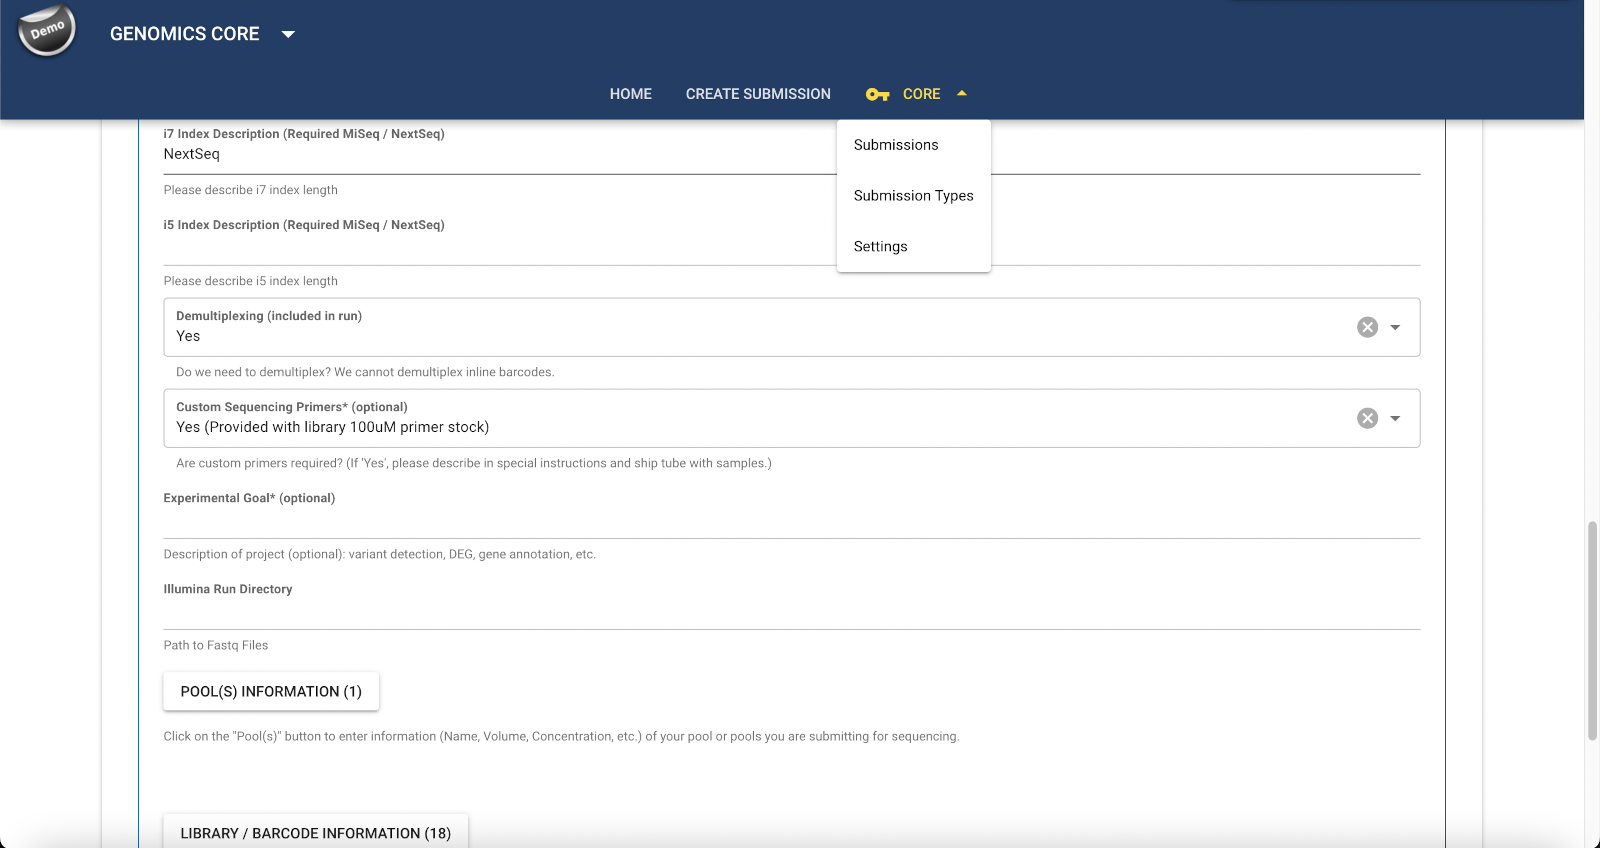 Demo
GENOMICS CORE
HOME
CREATE SUBMISSION
CORE
Submissions
Submission Types
Settings
i7 Index Description (Required MiSeq / NextSeq)
NextSeq
Please describe i7 index length
i5 Index Description (Required MiSeq / NextSeq)
Please describe i5 index length
Demultiplexing (included in run)
Yes
Do we need to demultiplex? We cannot demultiplex inline barcodes.
Custom Sequencing Primers* (optional)
Yes (Provided with library 100uM primer stock)
Are custom primers required? (If 'Yes', please describe in special instructions and ship tube with samples.)
Experimental Goal* (optional)
Description of project (optional): variant detection, DEG, gene annotation, etc.
Illumina Run Directory
Path to Fastq Files
POOL(S) INFORMATION (1)
Click on the "Pool(s)" button to enter information (Name, Volume, Concentration, etc.) of your pool or pools you are submitting for sequencing.
LIBRARY / BARCODE INFORMATION (18)